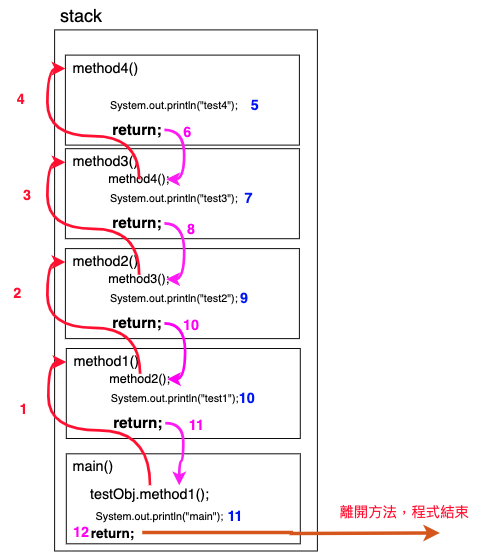 stack
method4()
4
System.out.println("test4"); 5
return; 6
method3()
method4();
3
System.out.println("test3"); 7
return; 8
method2()
method3();
2
System.out.println("test2"); 9
return; 10
method1()
method2();
System.out.println("test1"); 10
1
return; 11
main()
testObj.method1();
System.out.println("main"); 11
離開方法，程式結束
12 return;